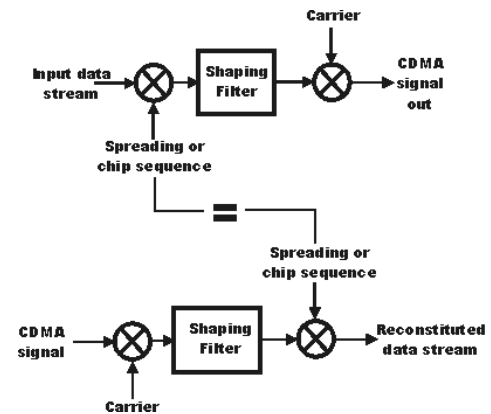 Carrier
Input data
stream
Shaping
Filter
CDMA
signal
out
Spreading or
chip sequence
=
Spreading or
chip sequence
CDMA
signal
Shaping
Filter
Reconstituted
data stream
Carrier